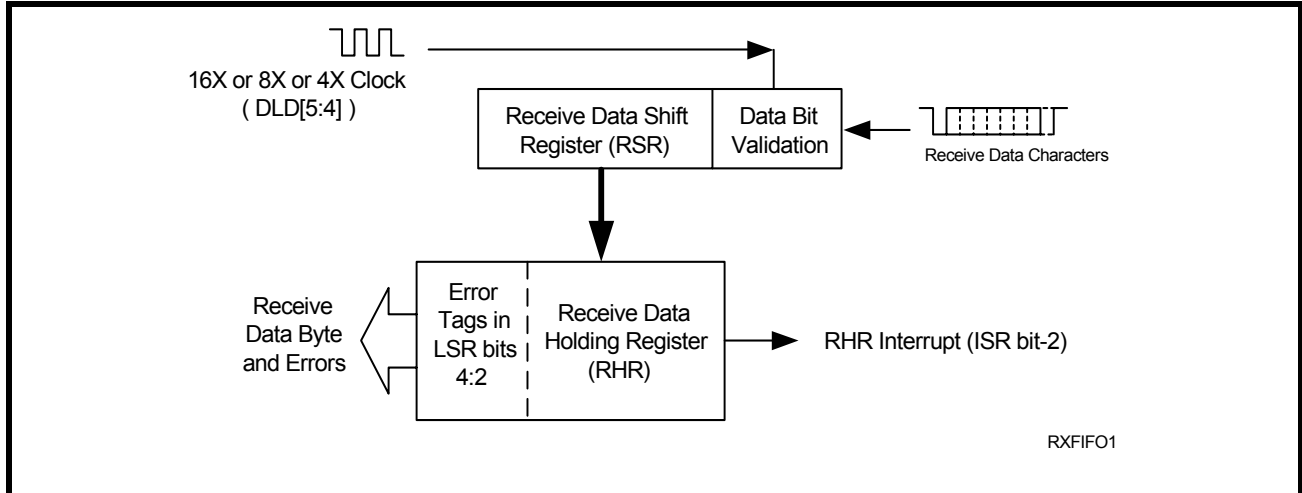 16X or 8X or 4X Clock
( DLD[5:4] )
Receive Data Shift
Register (RSR)
Data Bit
Validation
Receive Data Characters
Receive
Data Byte
and Errors
Error
Tags in
LSR bits
4:2
Receive Data
Holding Register
(RHR)
RHR Interrupt (ISR bit-2)
RXFIFO1